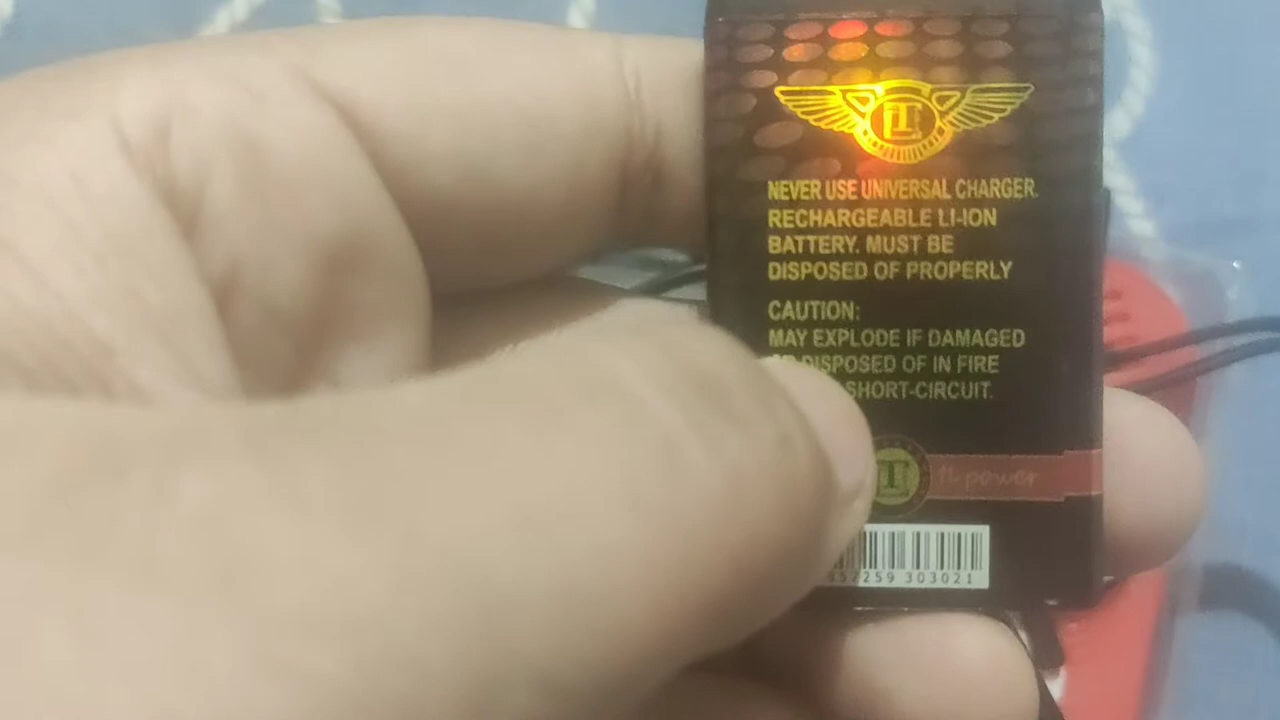 NEVER USE UNIVERSAL CHARGER.
RECHARGEABLE LI-ION
BATTERY. MUST BE
DISPOSED OF PROPERLY
CAUTION:
MAY EXPLODE IF DAMAGED
DISPOSED OF IN FIRE
SHORT-CIRCUIT.
power
57259 303021